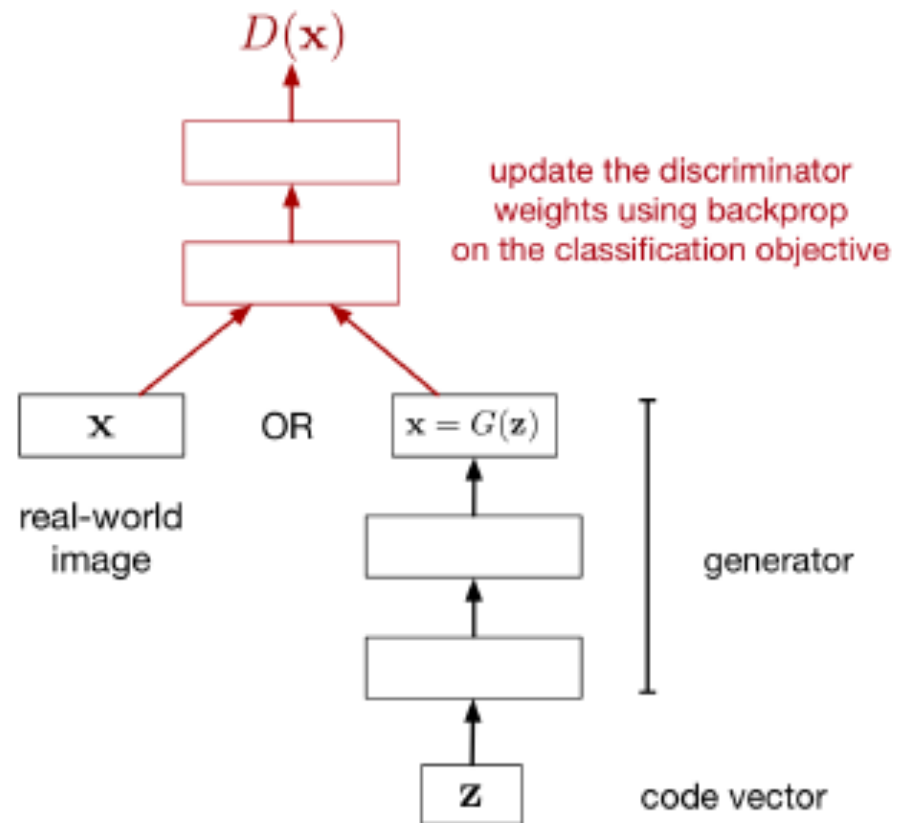 D(x)
update the discriminator
weights using backprop
on the classification objective
x
OR
x = G(z)
real-world
image
generator
z
code vector